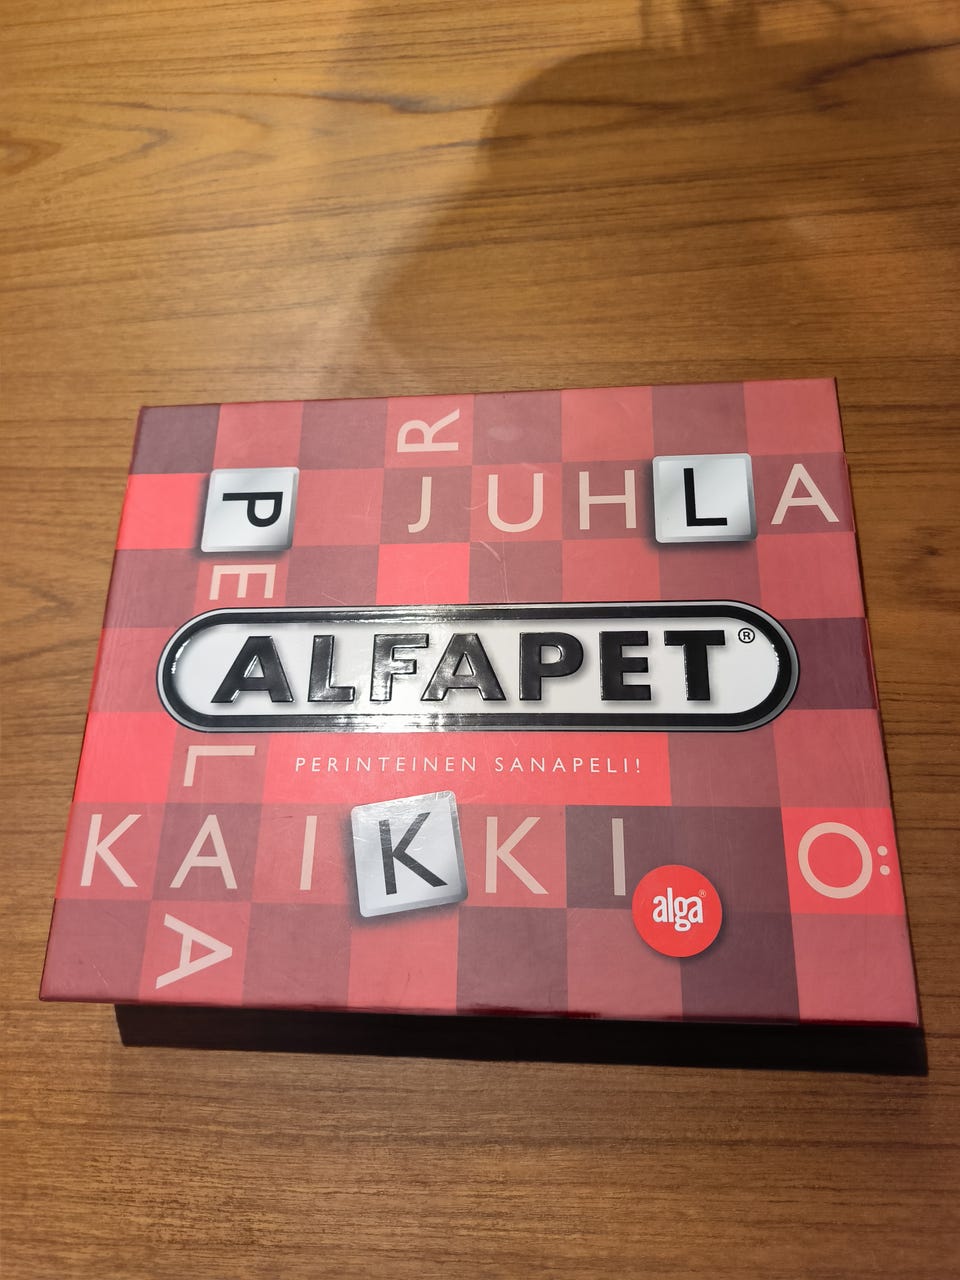 R
JUHLA
P
E
ALFAPET®
L
PERINTEINEN SANAPELI!
KAIKKI
Ö
A
alga®